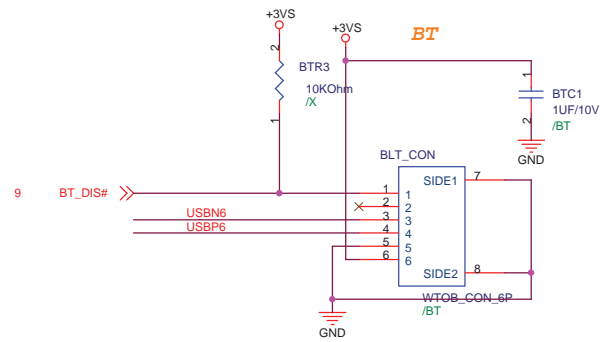 +3VS
+3VS
BT
2
BTR3
10KOhm
/X
1
1
BTC1
1UF/10V
2
/BT
GND
BLT_CON
9 BT_DIS#
1 1 SIDE1 7
2 2
USBN6 3 3
USBP6 4 4
5 5
6 6
SIDE2 8
WTOB_CON_6P
/BT
GND